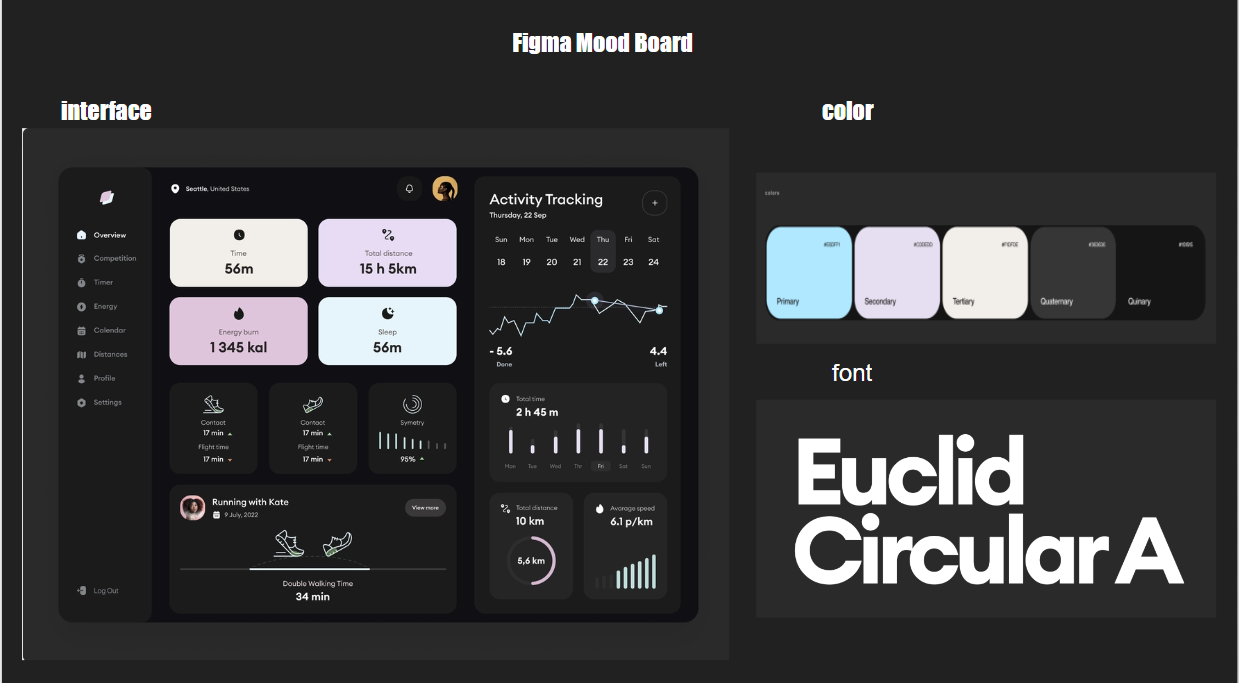 Figma Mood Board
interface
color
Seattle, United States
Overview
Competition
Timer
Energy
Calendar
Distances
Profile
Settings
Log Out
Time
56m
Total distance
15 h 5km
Energy burn
1 345 kal
Sleep
56m
Contact
17 min
Flight time
17 min
Contact
17 min
Flight time
17 min
Symetry
95%
Running with Kate
9 July, 2022
View more
Double Walking Time
34 min
Activity Tracking
Thursday, 22 Sep
+
Sun Mon Tue Wed Thu Fri Sat
18 19 20 21 22 23 24
- 5.6
Done
4.4
Left
Total time
2 h 45 m
Mon Tue Wed Thr Fri Sat Sun
Total distance
10 km
5,6 km
Avarage speed
6.1 p/km
colors
Primary
Secondary
Tertiary
Quaternary
Quinary
font
Euclid
Circular A